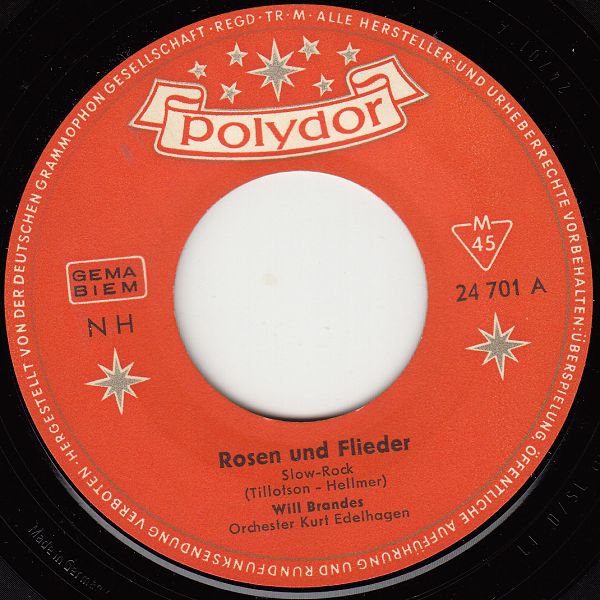 HERGESTELLT VON DER DEUTSCHEN GRAMMOPHON GESELLSCHAFT · REGD · TR · M · ALLE HERSTELLER- UND URHEBERRECHTE VORBEHALTEN: ÜBERSPIELUNG, ÖFFENTLICHE AUFFÜHRUNG UND RUNDFUNKSENDUNG VERBOTEN ·
polydor
GEMA
BIEM
NH
M
45
24 701 A
Rosen und Flieder
Slow-Rock
(Tillotson - Hellmer)
Will Brandes
Orchester Kurt Edelhagen
Made in Germany